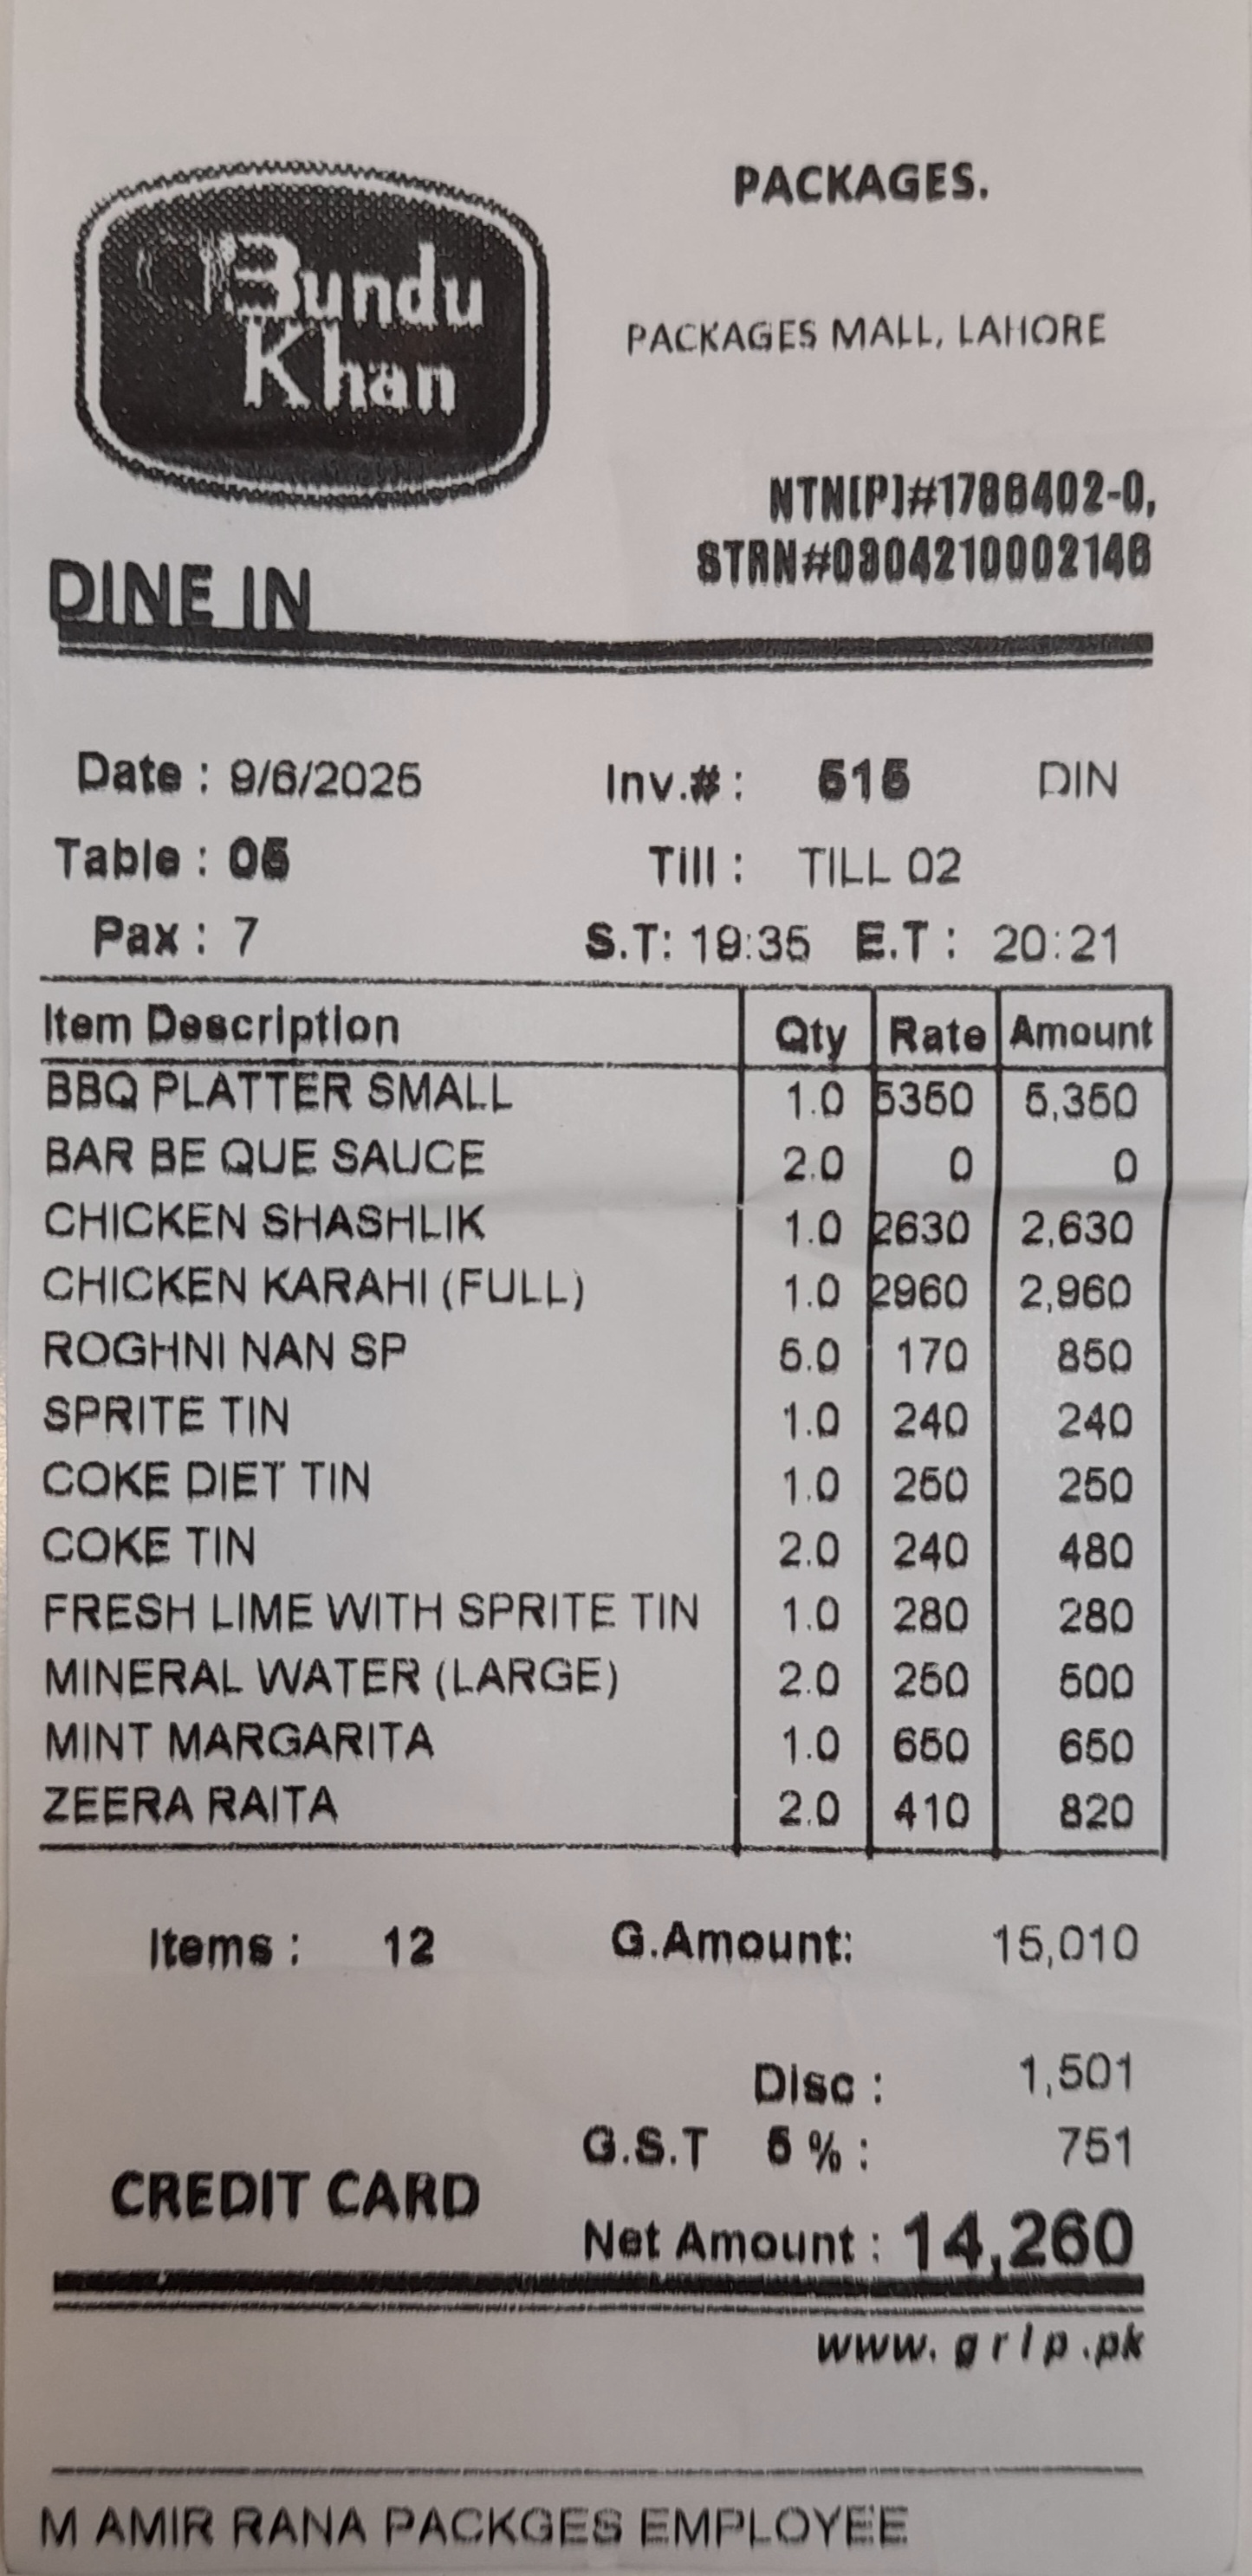 Bundu
Khan
PACKAGES.
PACKAGES MALL, LAHORE
NTN[P]#1786402-0,
STRN#0304210002146
DINE IN
Date : 9/6/2025 Inv.# : 515 DIN
Table : 05 Till : TILL 02
Pax : 7 S.T: 19:35 E.T : 20:21
Item Description Qty Rate Amount
BBQ PLATTER SMALL 1.0 5350 5,350
BAR BE QUE SAUCE 2.0 0 0
CHICKEN SHASHLIK 1.0 2630 2,630
CHICKEN KARAHI (FULL) 1.0 2960 2,960
ROGHNI NAN SP 5.0 170 850
SPRITE TIN 1.0 240 240
COKE DIET TIN 1.0 250 250
COKE TIN 2.0 240 480
FRESH LIME WITH SPRITE TIN 1.0 280 280
MINERAL WATER (LARGE) 2.0 250 500
MINT MARGARITA 1.0 650 650
ZEERA RAITA 2.0 410 820
Items : 12 G.Amount: 15,010
Disc : 1,501
G.S.T 5 % : 751
CREDIT CARD
Net Amount : 14,260
www.grlp.pk
M AMIR RANA PACKGES EMPLOYEE